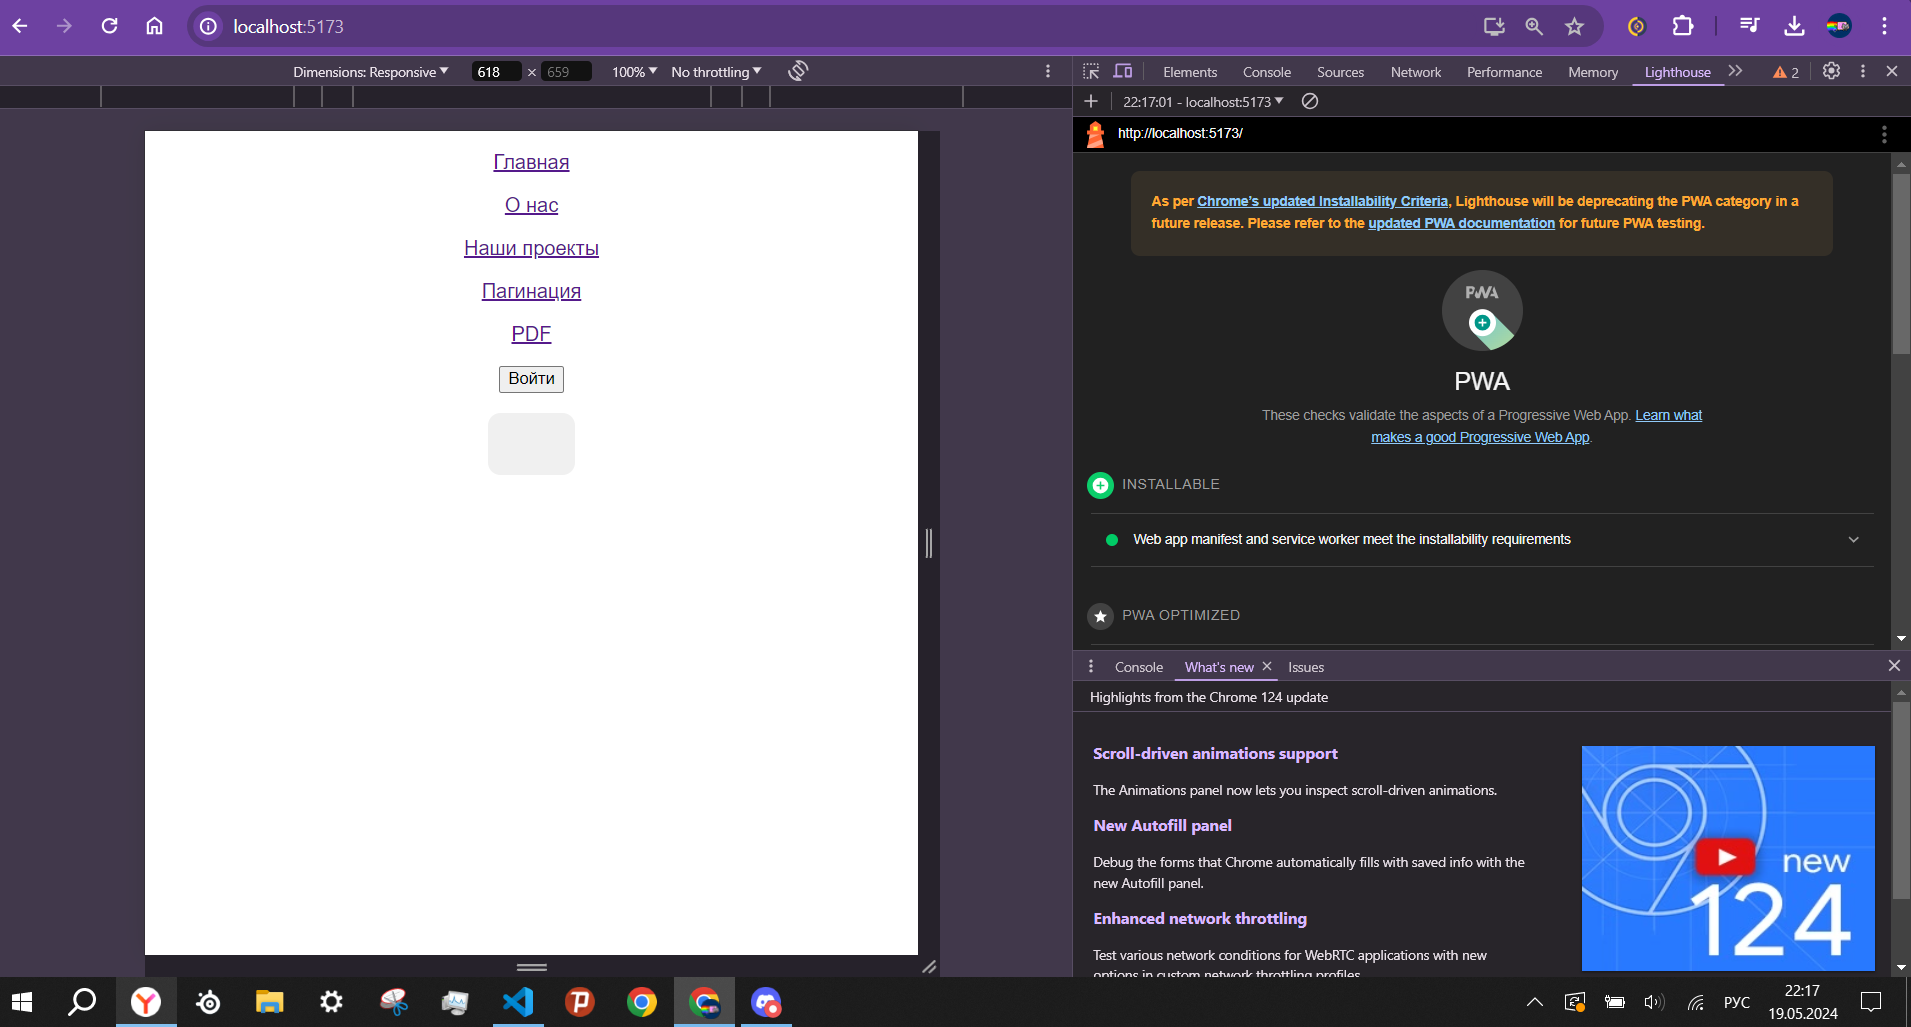 localhost:5173
Dimensions: Responsive 618 × 659 100% No throttling
Главная
О нас
Наши проекты
Пагинация
PDF
Войти
Elements Console Sources Network Performance Memory Lighthouse 2
22:17:01 - localhost:5173
http://localhost:5173/
As per Chrome's updated Installability Criteria, Lighthouse will be deprecating the PWA category in a
future release. Please refer to the updated PWA documentation for future PWA testing.
PWA
PWA
These checks validate the aspects of a Progressive Web App. Learn what
makes a good Progressive Web App.
INSTALLABLE
Web app manifest and service worker meet the installability requirements
PWA OPTIMIZED
Console What's new Issues
Highlights from the Chrome 124 update
Scroll-driven animations support
The Animations panel now lets you inspect scroll-driven animations.
New Autofill panel
Debug the forms that Chrome automatically fills with saved info with the
new Autofill panel.
Enhanced network throttling
Test various network conditions for WebRTC applications with new
options in custom network throttling profiles
new
124
РУС
22:17
19.05.2024